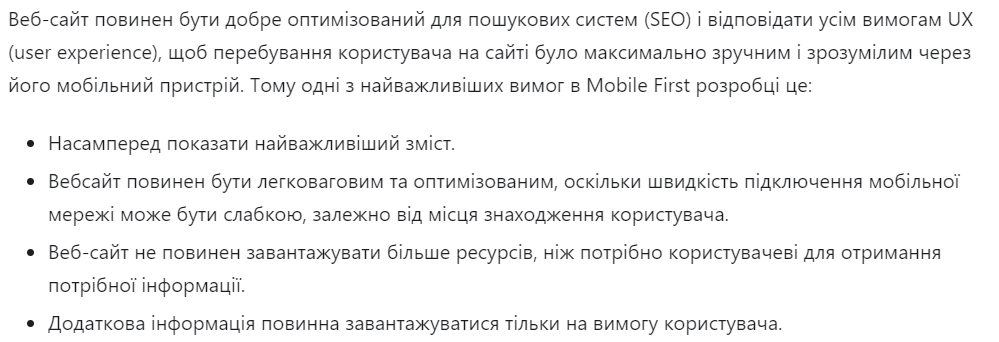 Веб-сайт повинен бути добре оптимізований для пошукових систем (SEO) і відповідати усім вимогам UX
(user experience), щоб перебування користувача на сайті було максимально зручним і зрозумілим через
його мобільний пристрій. Тому одні з найважливіших вимог в Mobile First розробці це:
• Насамперед показати найважливіший зміст.
• Вебсайт повинен бути легковаговим та оптимізованим, оскільки швидкість підключення мобільної
мережі може бути слабкою, залежно від місця знаходження користувача.
• Веб-сайт не повинен завантажувати більше ресурсів, ніж потрібно користувачеві для отримання
потрібної інформації.
• Додаткова інформація повинна завантажуватися тільки на вимогу користувача.